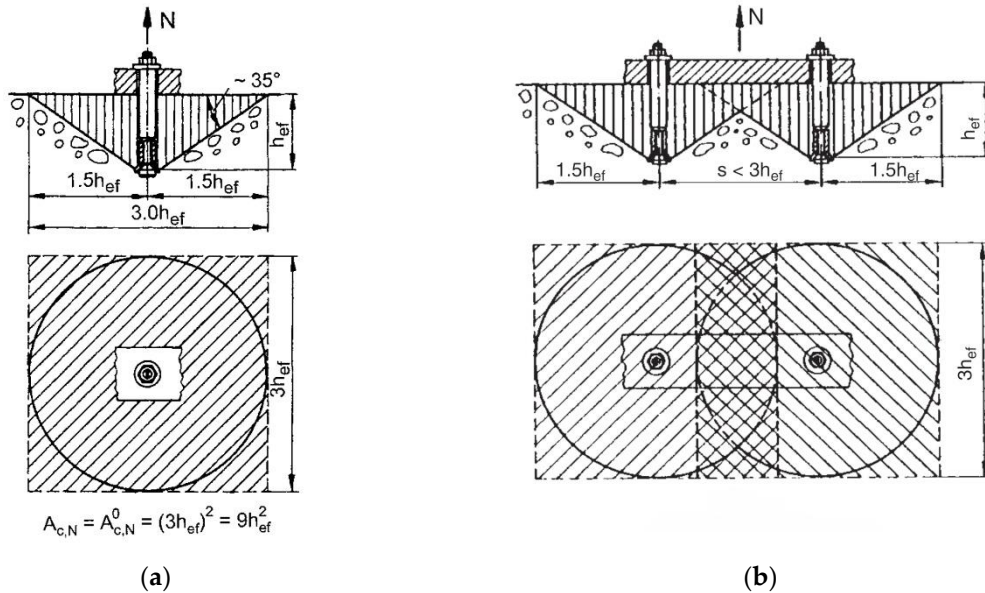 N
~ 35°
h_ef
1.5h_ef 1.5h_ef
3.0h_ef
3h_ef
A_c,N = A⁰_c,N = (3h_ef)² = 9h²_ef
(a)
N
h_ef
1.5h_ef s < 3h_ef 1.5h_ef
3h_ef
(b)